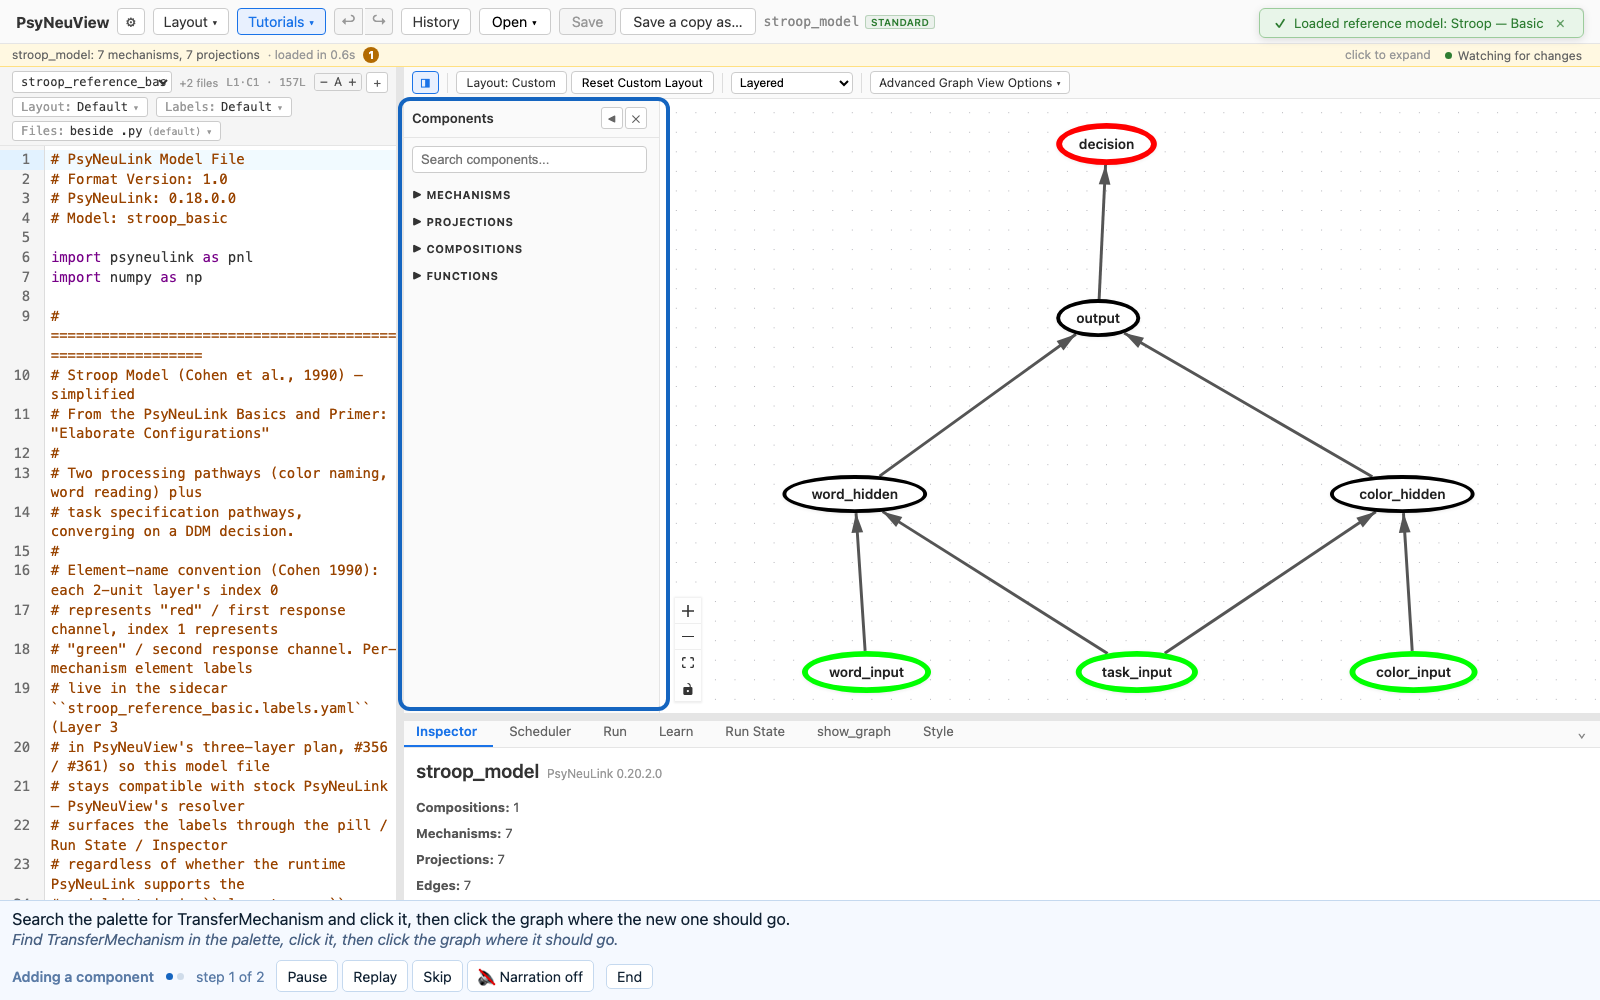 PsyNeuView ⚙ Layout ▾ Tutorials ▾ ↩ ↪ History Open ▾ Save Save a copy as... stroop_model STANDARD
✓ Loaded reference model: Stroop — Basic ×
stroop_model: 7 mechanisms, 7 projections · loaded in 0.6s 1
click to expand ● Watching for changes
+2 files L1:C1 · 157L − A + +
Layout: Default ▾ Labels: Default ▾
Files: beside .py (default) ▾
Layout: Custom Reset Custom Layout Layered Advanced Graph View Options ▾
1 # PsyNeuLink Model File
2 # Format Version: 1.0
3 # PsyNeuLink: 0.18.0.0
4 # Model: stroop_basic
5
6 import psyneulink as pnl
7 import numpy as np
8
9 #
=========================================
==================
10 # Stroop Model (Cohen et al., 1990) —
simplified
11 # From the PsyNeuLink Basics and Primer:
"Elaborate Configurations"
12 #
13 # Two processing pathways (color naming,
word reading) plus
14 # task specification pathways,
converging on a DDM decision.
15 #
16 # Element-name convention (Cohen 1990):
each 2-unit layer's index 0
17 # represents "red" / first response
channel, index 1 represents
18 # "green" / second response channel. Per-
mechanism element labels
19 # live in the sidecar
``stroop_reference_basic.labels.yaml``
(Layer 3
20 # in PsyNeuView's three-layer plan, #356
/ #361) so this model file
21 # stays compatible with stock PsyNeuLink
— PsyNeuView's resolver
22 # surfaces the labels through the pill /
Run State / Inspector
23 # regardless of whether the runtime
PsyNeuLink supports the
Components ◀ ×
Search components...
▶ MECHANISMS
▶ PROJECTIONS
▶ COMPOSITIONS
▶ FUNCTIONS
decision
output
word_hidden
color_hidden
word_input
task_input
color_input
Inspector Scheduler Run Learn Run State show_graph Style
stroop_model PsyNeuLink 0.20.2.0
Compositions: 1
Mechanisms: 7
Projections: 7
Edges: 7
Search the palette for TransferMechanism and click it, then click the graph where the new one should go.
Find TransferMechanism in the palette, click it, then click the graph where it should go.
Adding a component step 1 of 2 Pause Replay Skip Narration off End